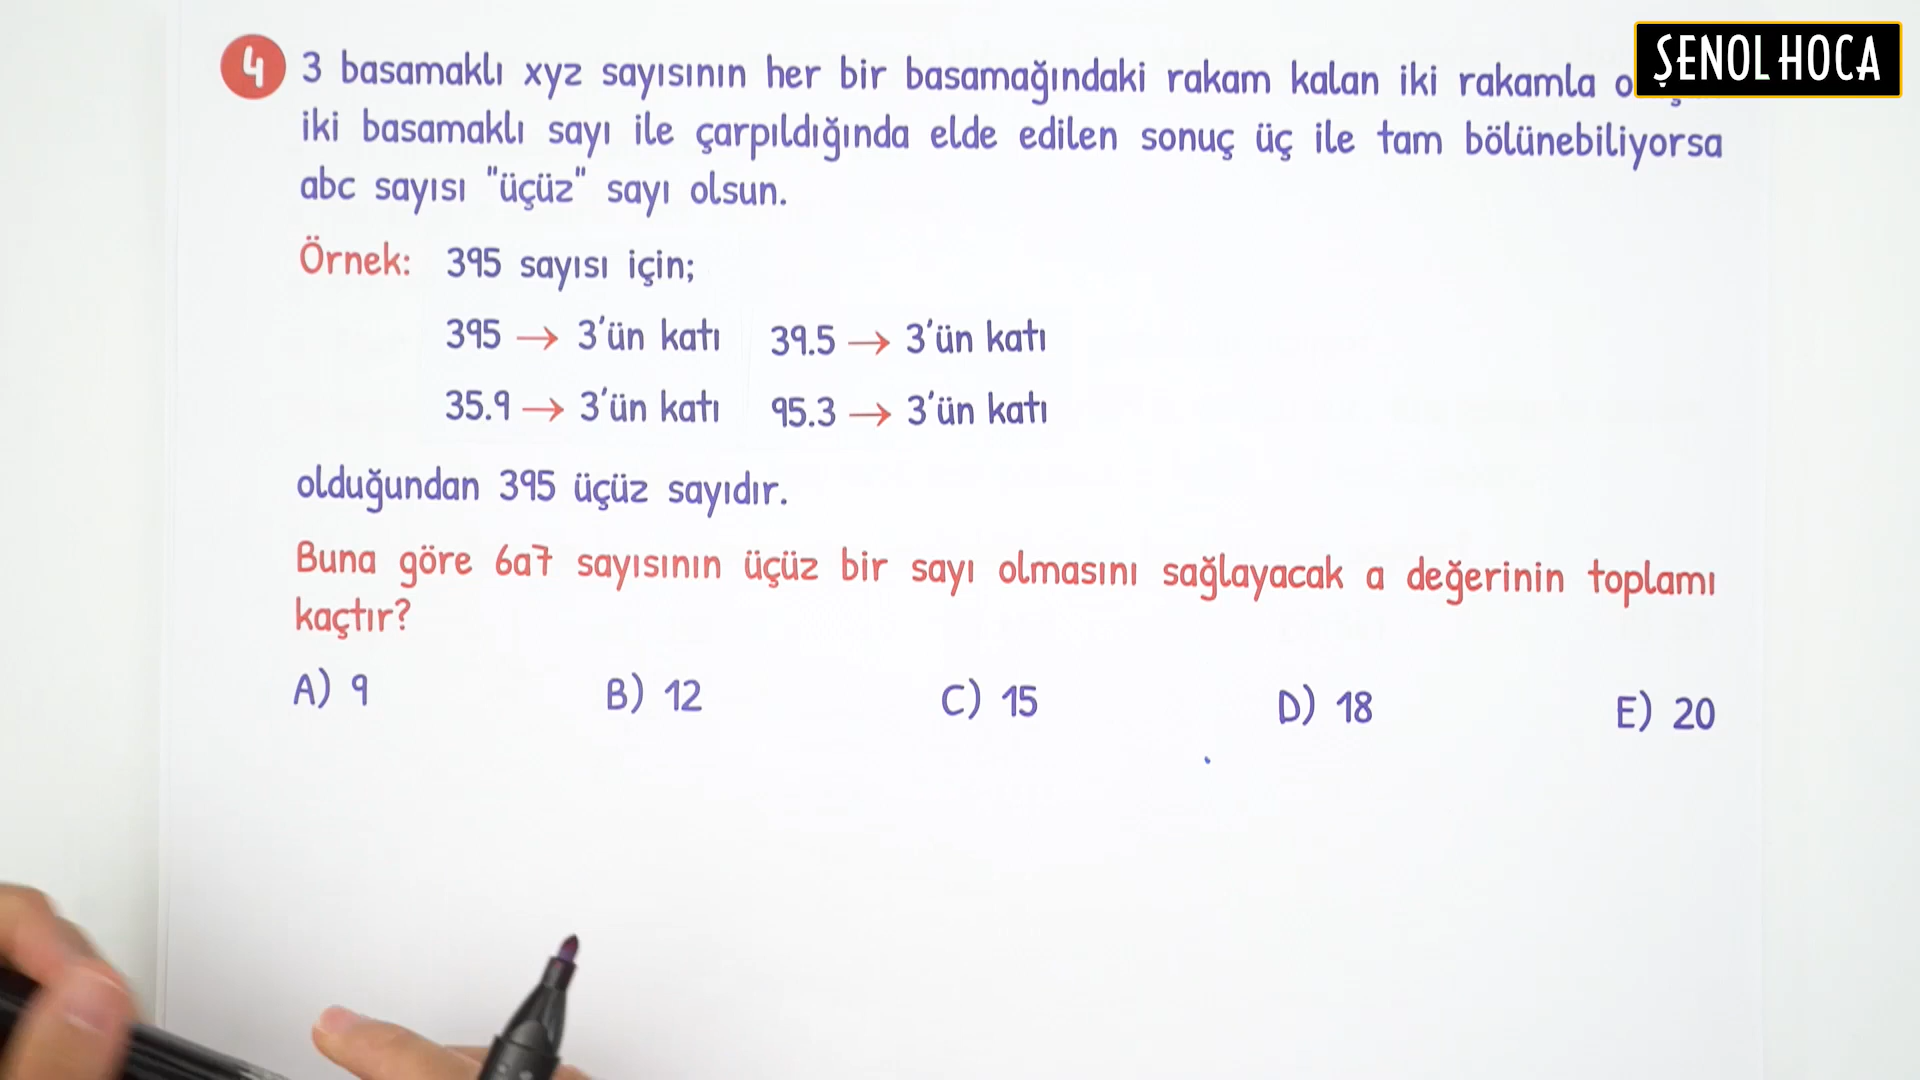 ŞENOL HOCA
4
3 basamaklı xyz sayısının her bir basamağındaki rakam kalan iki rakamla
iki basamaklı sayı ile çarpıldığında elde edilen sonuç üç ile tam bölünebiliyorsa
abc sayısı "üçüz" sayı olsun.
Örnek: 395 sayısı için;
395 → 3'ün katı 39.5 → 3'ün katı
35.9 → 3'ün katı 95.3 → 3'ün katı
olduğundan 395 üçüz sayıdır.
Buna göre 6a7 sayısının üçüz bir sayı olmasını sağlayacak a değerinin toplamı
kaçtır?
A) 9 B) 12 C) 15 D) 18 E) 20